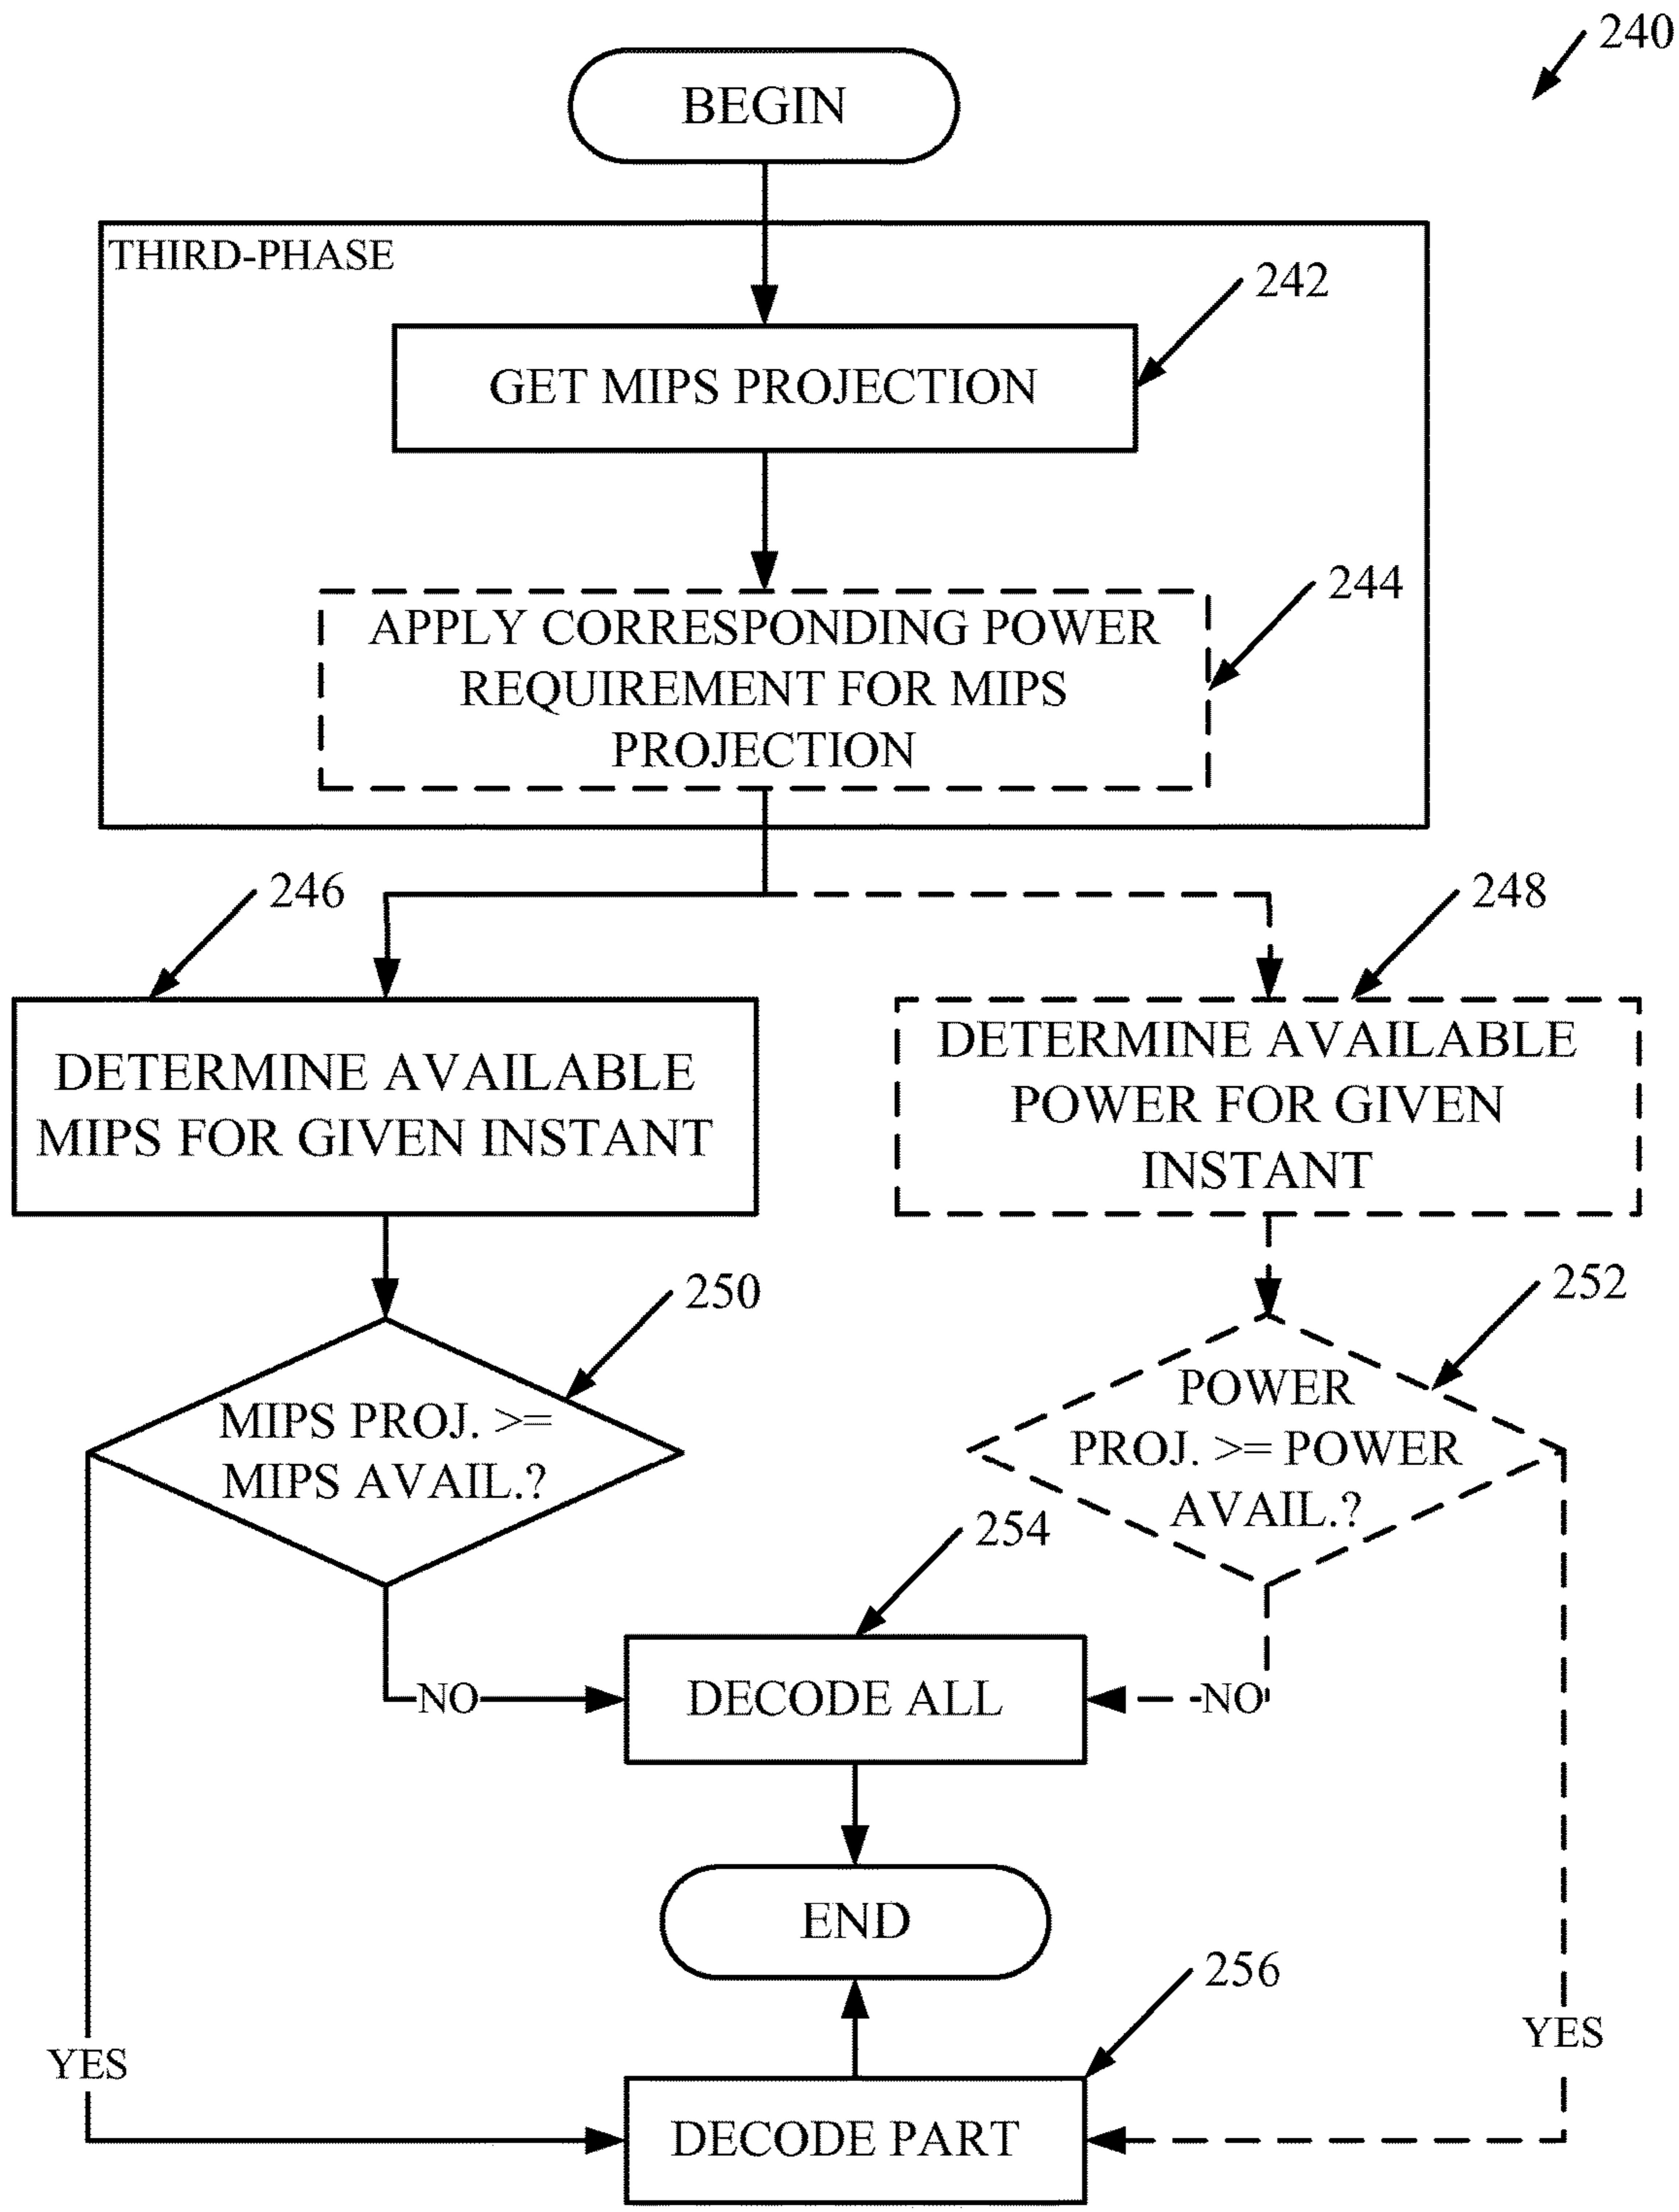 240
BEGIN
THIRD-PHASE
242
GET MIPS PROJECTION
244
APPLY CORRESPONDING POWER
REQUIREMENT FOR MIPS
PROJECTION
246
248
DETERMINE AVAILABLE
MIPS FOR GIVEN INSTANT
DETERMINE AVAILABLE
POWER FOR GIVEN
INSTANT
250
252
MIPS PROJ. >=
MIPS AVAIL.?
POWER
PROJ. >= POWER
AVAIL.?
254
NO
DECODE ALL
NO
END
256
YES
YES
DECODE PART